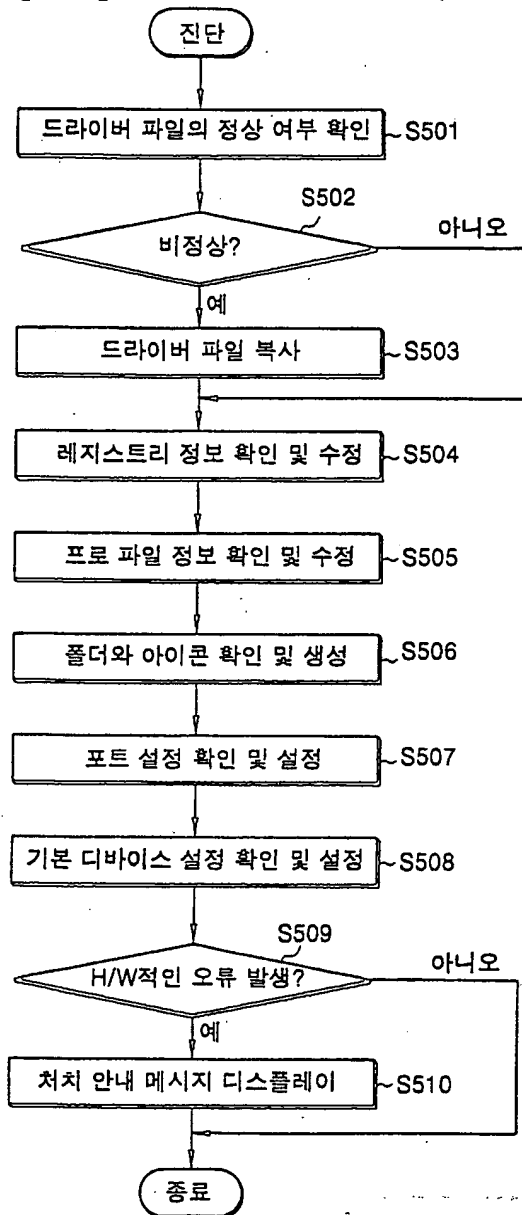 진단
드라이버 파일의 정상 여부 확인 S501
S502
비정상? 아니오
예
드라이버 파일 복사 S503
레지스트리 정보 확인 및 수정 S504
프로 파일 정보 확인 및 수정 S505
폴더와 아이콘 확인 및 생성 S506
포트 설정 확인 및 설정 S507
기본 디바이스 설정 확인 및 설정 S508
S509
H/W적인 오류 발생? 아니오
예
처치 안내 메시지 디스플레이 S510
종료